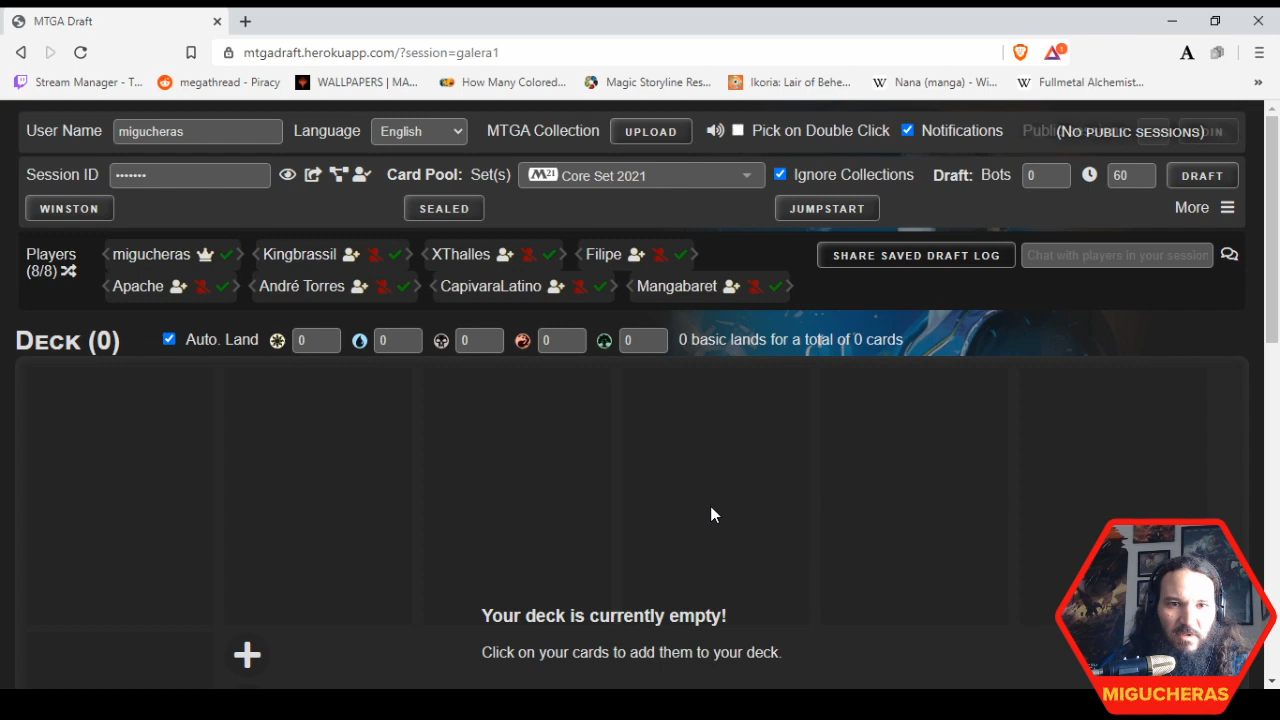 MTGA Draft
mtgadraft.herokuapp.com/?session=galera1
Stream Manager - T... megathread - Piracy WALLPAPERS | MA... How Many Colored... Magic Storyline Res... Ikoria: Lair of Behe... Nana (manga) - Wi... Fullmetal Alchemist...
User Name migucheras Language English MTGA Collection UPLOAD Pick on Double Click Notifications (NO PUBLIC SESSIONS)
Session ID ••••••• Card Pool: Set(s) M21 Core Set 2021 Ignore Collections Draft: Bots 0 60 DRAFT
WINSTON SEALED JUMPSTART More
Players migucheras Kingbrassil XThalles Filipe SHARE SAVED DRAFT LOG Chat with players in your session
(8/8) Apache André Torres CapivaraLatino Mangabaret
DECK (0) Auto. Land 0 0 0 0 0 0 basic lands for a total of 0 cards
Your deck is currently empty!
Click on your cards to add them to your deck.
MIGUCHERAS